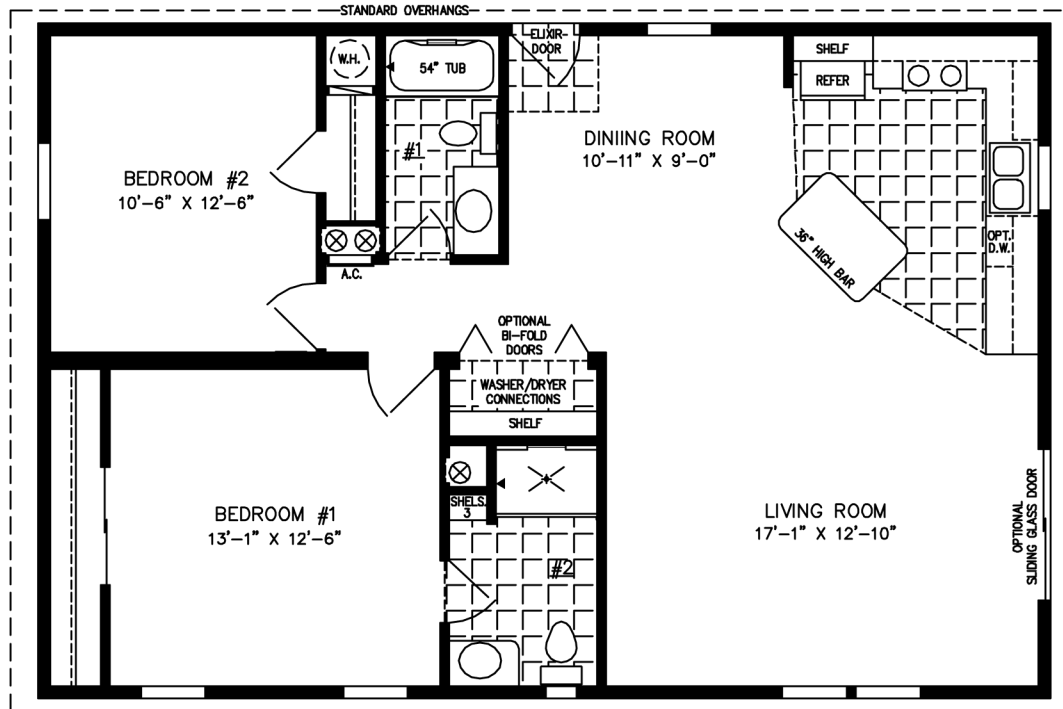 STANDARD OVERHANGS
W.H.
54" TUB
ELIXIR-
DOOR
SHELF
REFER
#1
DINIING ROOM
10'-11" X 9'-0"
BEDROOM #2
10'-6" X 12'-6"
36" HIGH BAR
OPT.
D.W.
A.C.
OPTIONAL
BI-FOLD
DOORS
WASHER/DRYER
CONNECTIONS
SHELF
SHELS.
3
BEDROOM #1
13'-1" X 12'-6"
#2
LIVING ROOM
17'-1" X 12'-10"
OPTIONAL
SLIDING GLASS DOOR